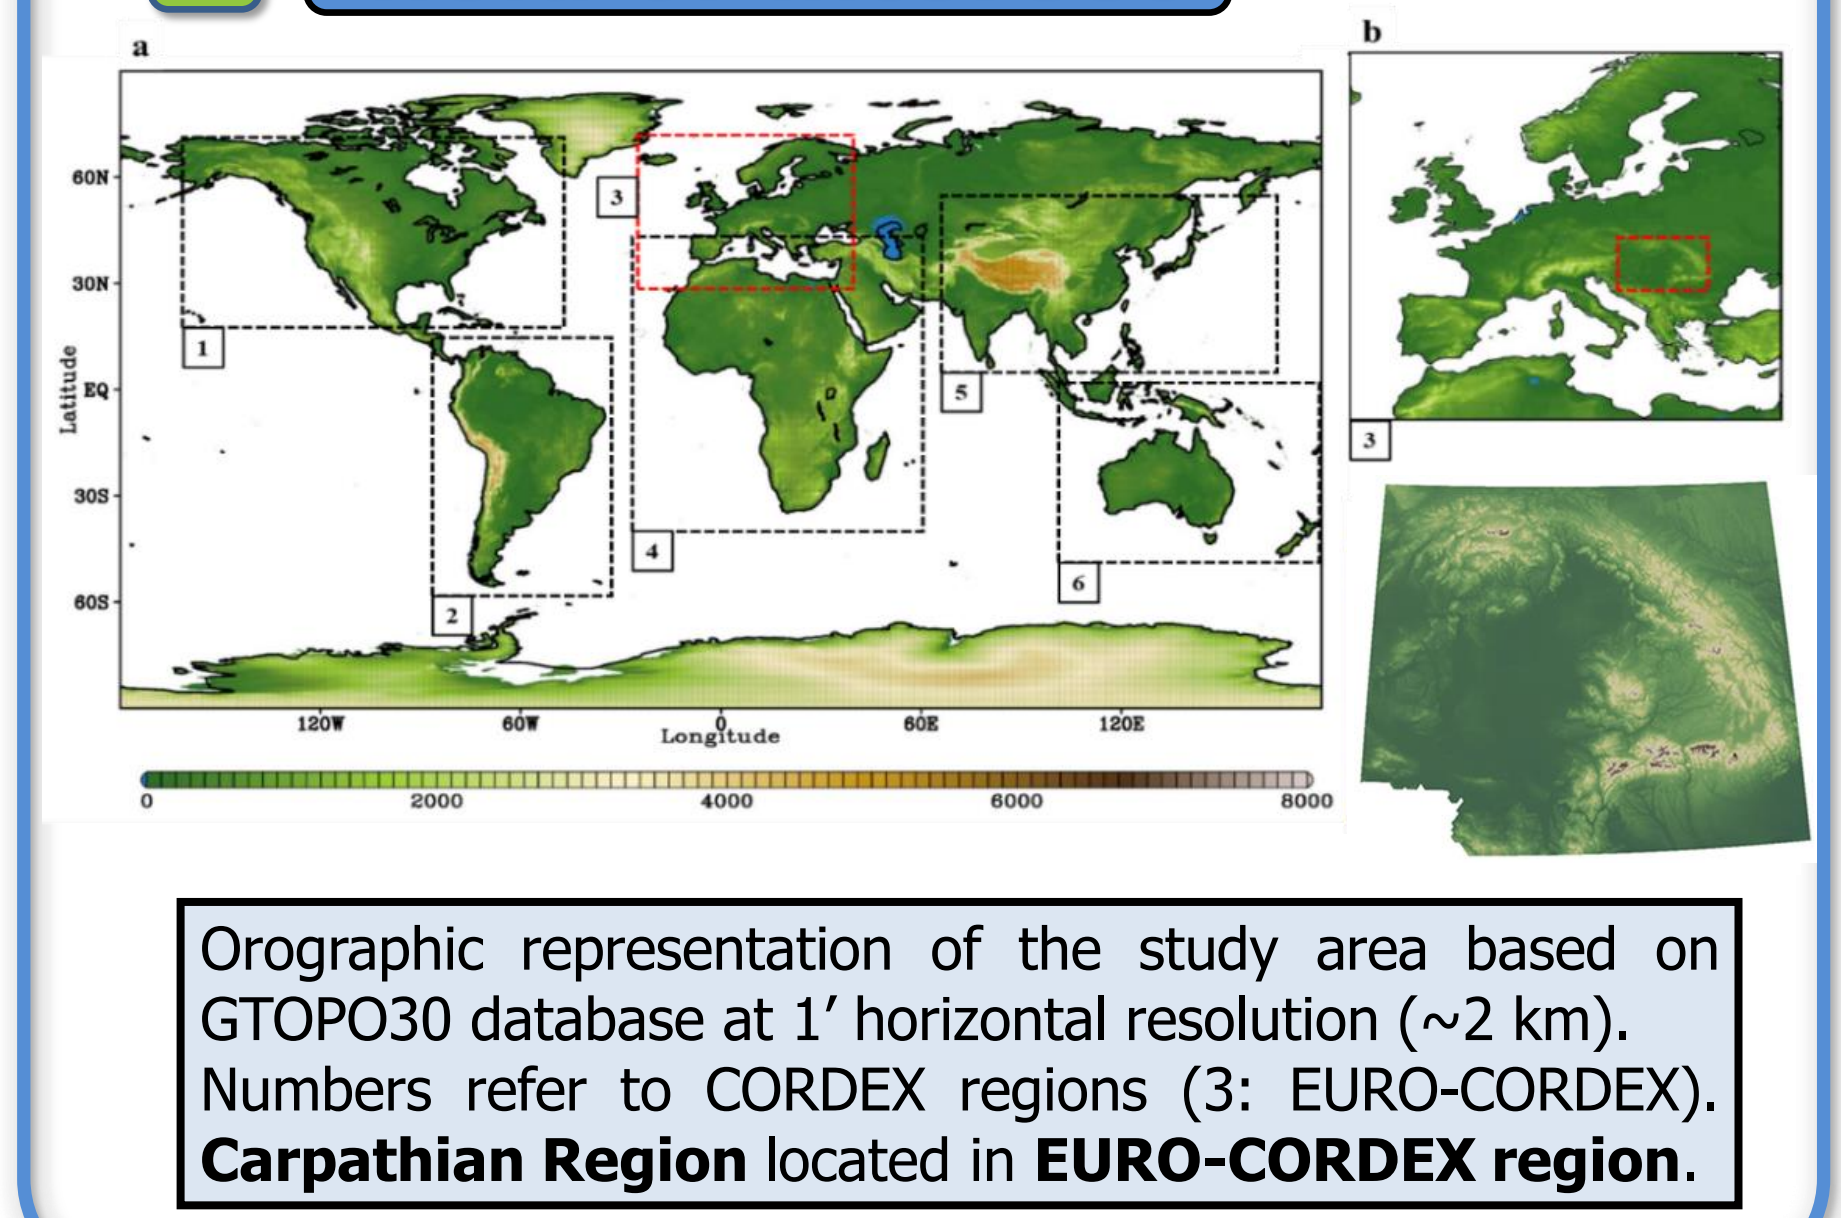 a
b
60N
30N
EQ
30S
60S
Latitude
1
2
3
4
5
6
3
120W
60W
0
60E
120E
Longitude
0
2000
4000
6000
8000
Orographic representation of the study area based on
GTOPO30 database at 1′ horizontal resolution (~2 km).
Numbers refer to CORDEX regions (3: EURO-CORDEX).
Carpathian Region located in EURO-CORDEX region.